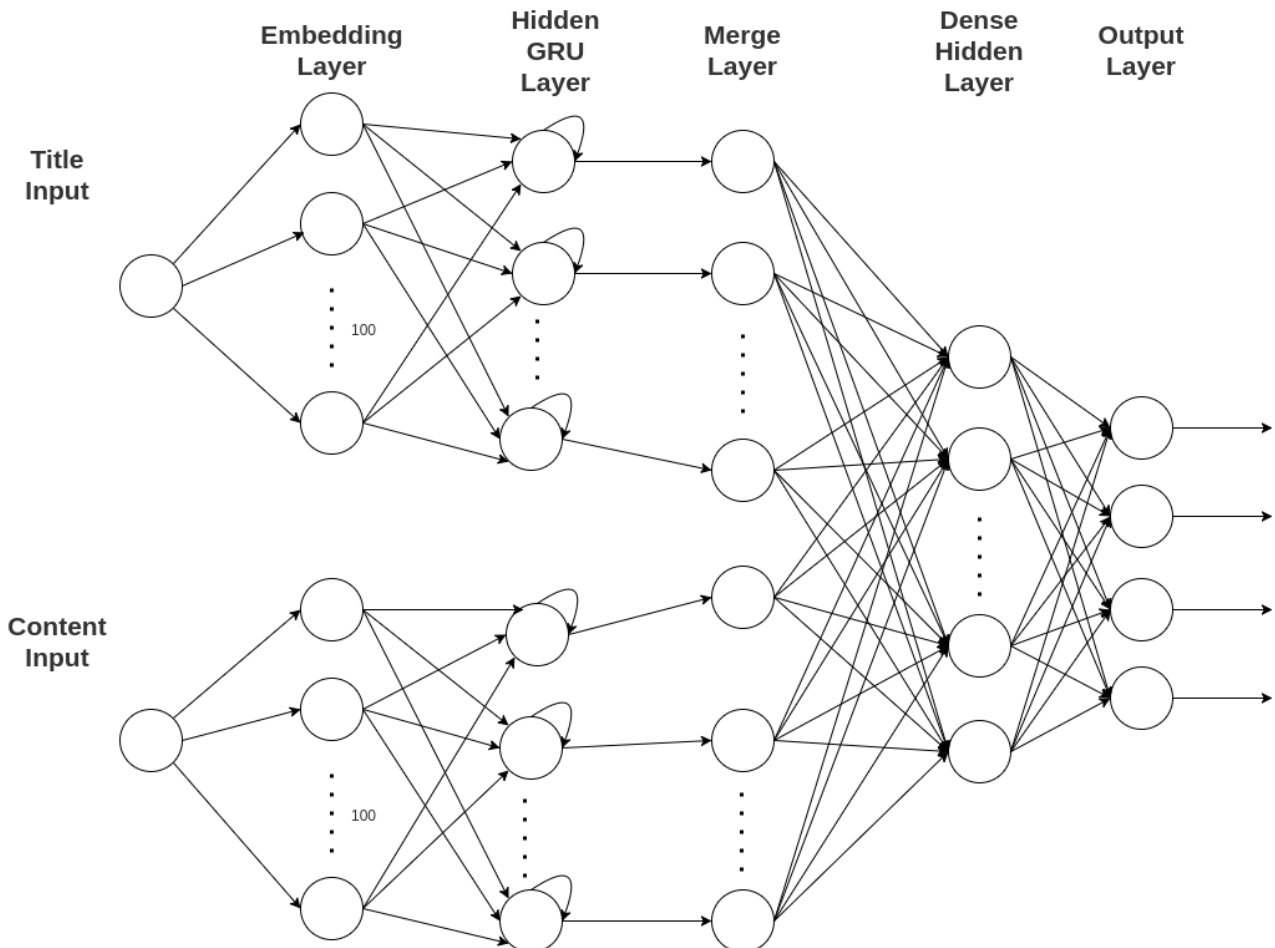 Embedding
Layer
Hidden
GRU
Layer
Merge
Layer
Dense
Hidden
Layer
Output
Layer
Title
Input
100
Content
Input
100